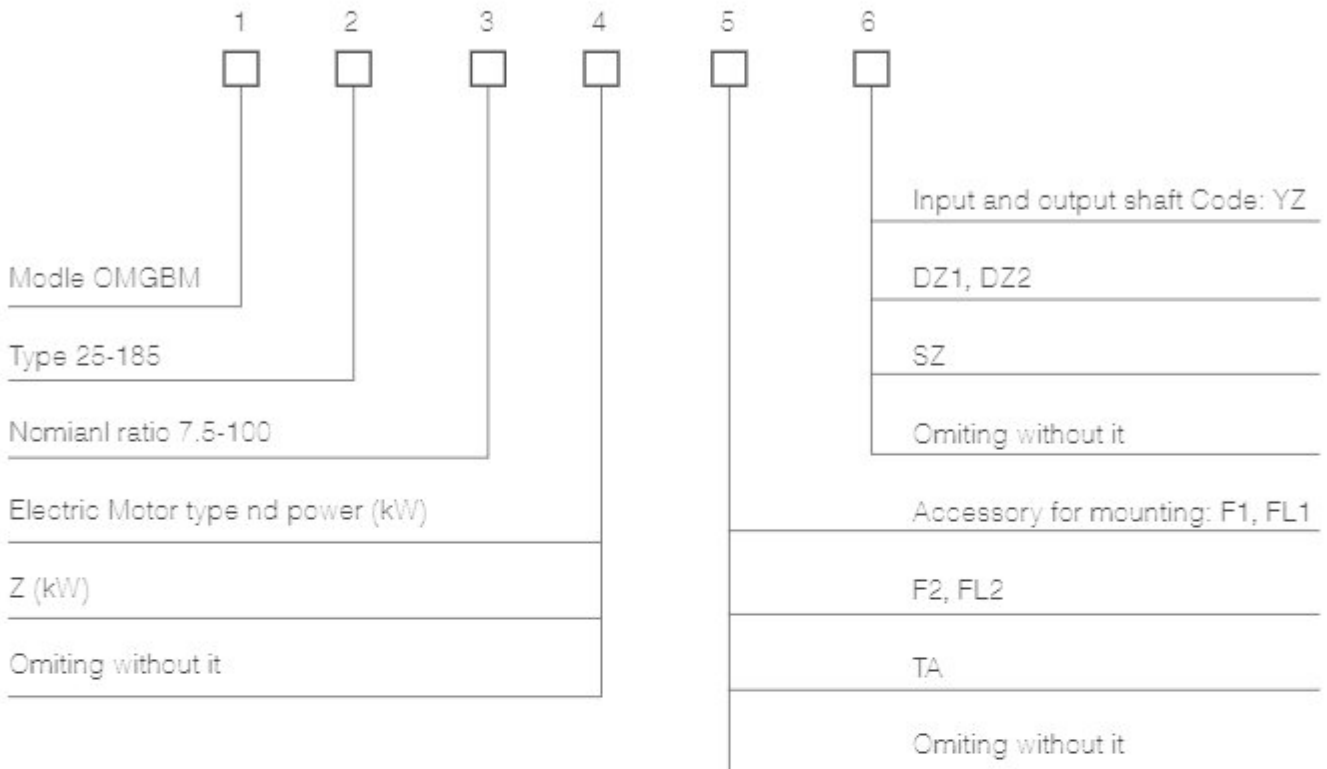 1 2 3 4 5 6
Input and output shaft Code: YZ
Modle OMGBM
DZ1, DZ2
Type 25-185
SZ
Nomianl ratio 7.5-100
Omiting without it
Electric Motor type nd power (kW)
Accessory for mounting: F1, FL1
Z (kW)
F2, FL2
Omiting without it
TA
Omiting without it